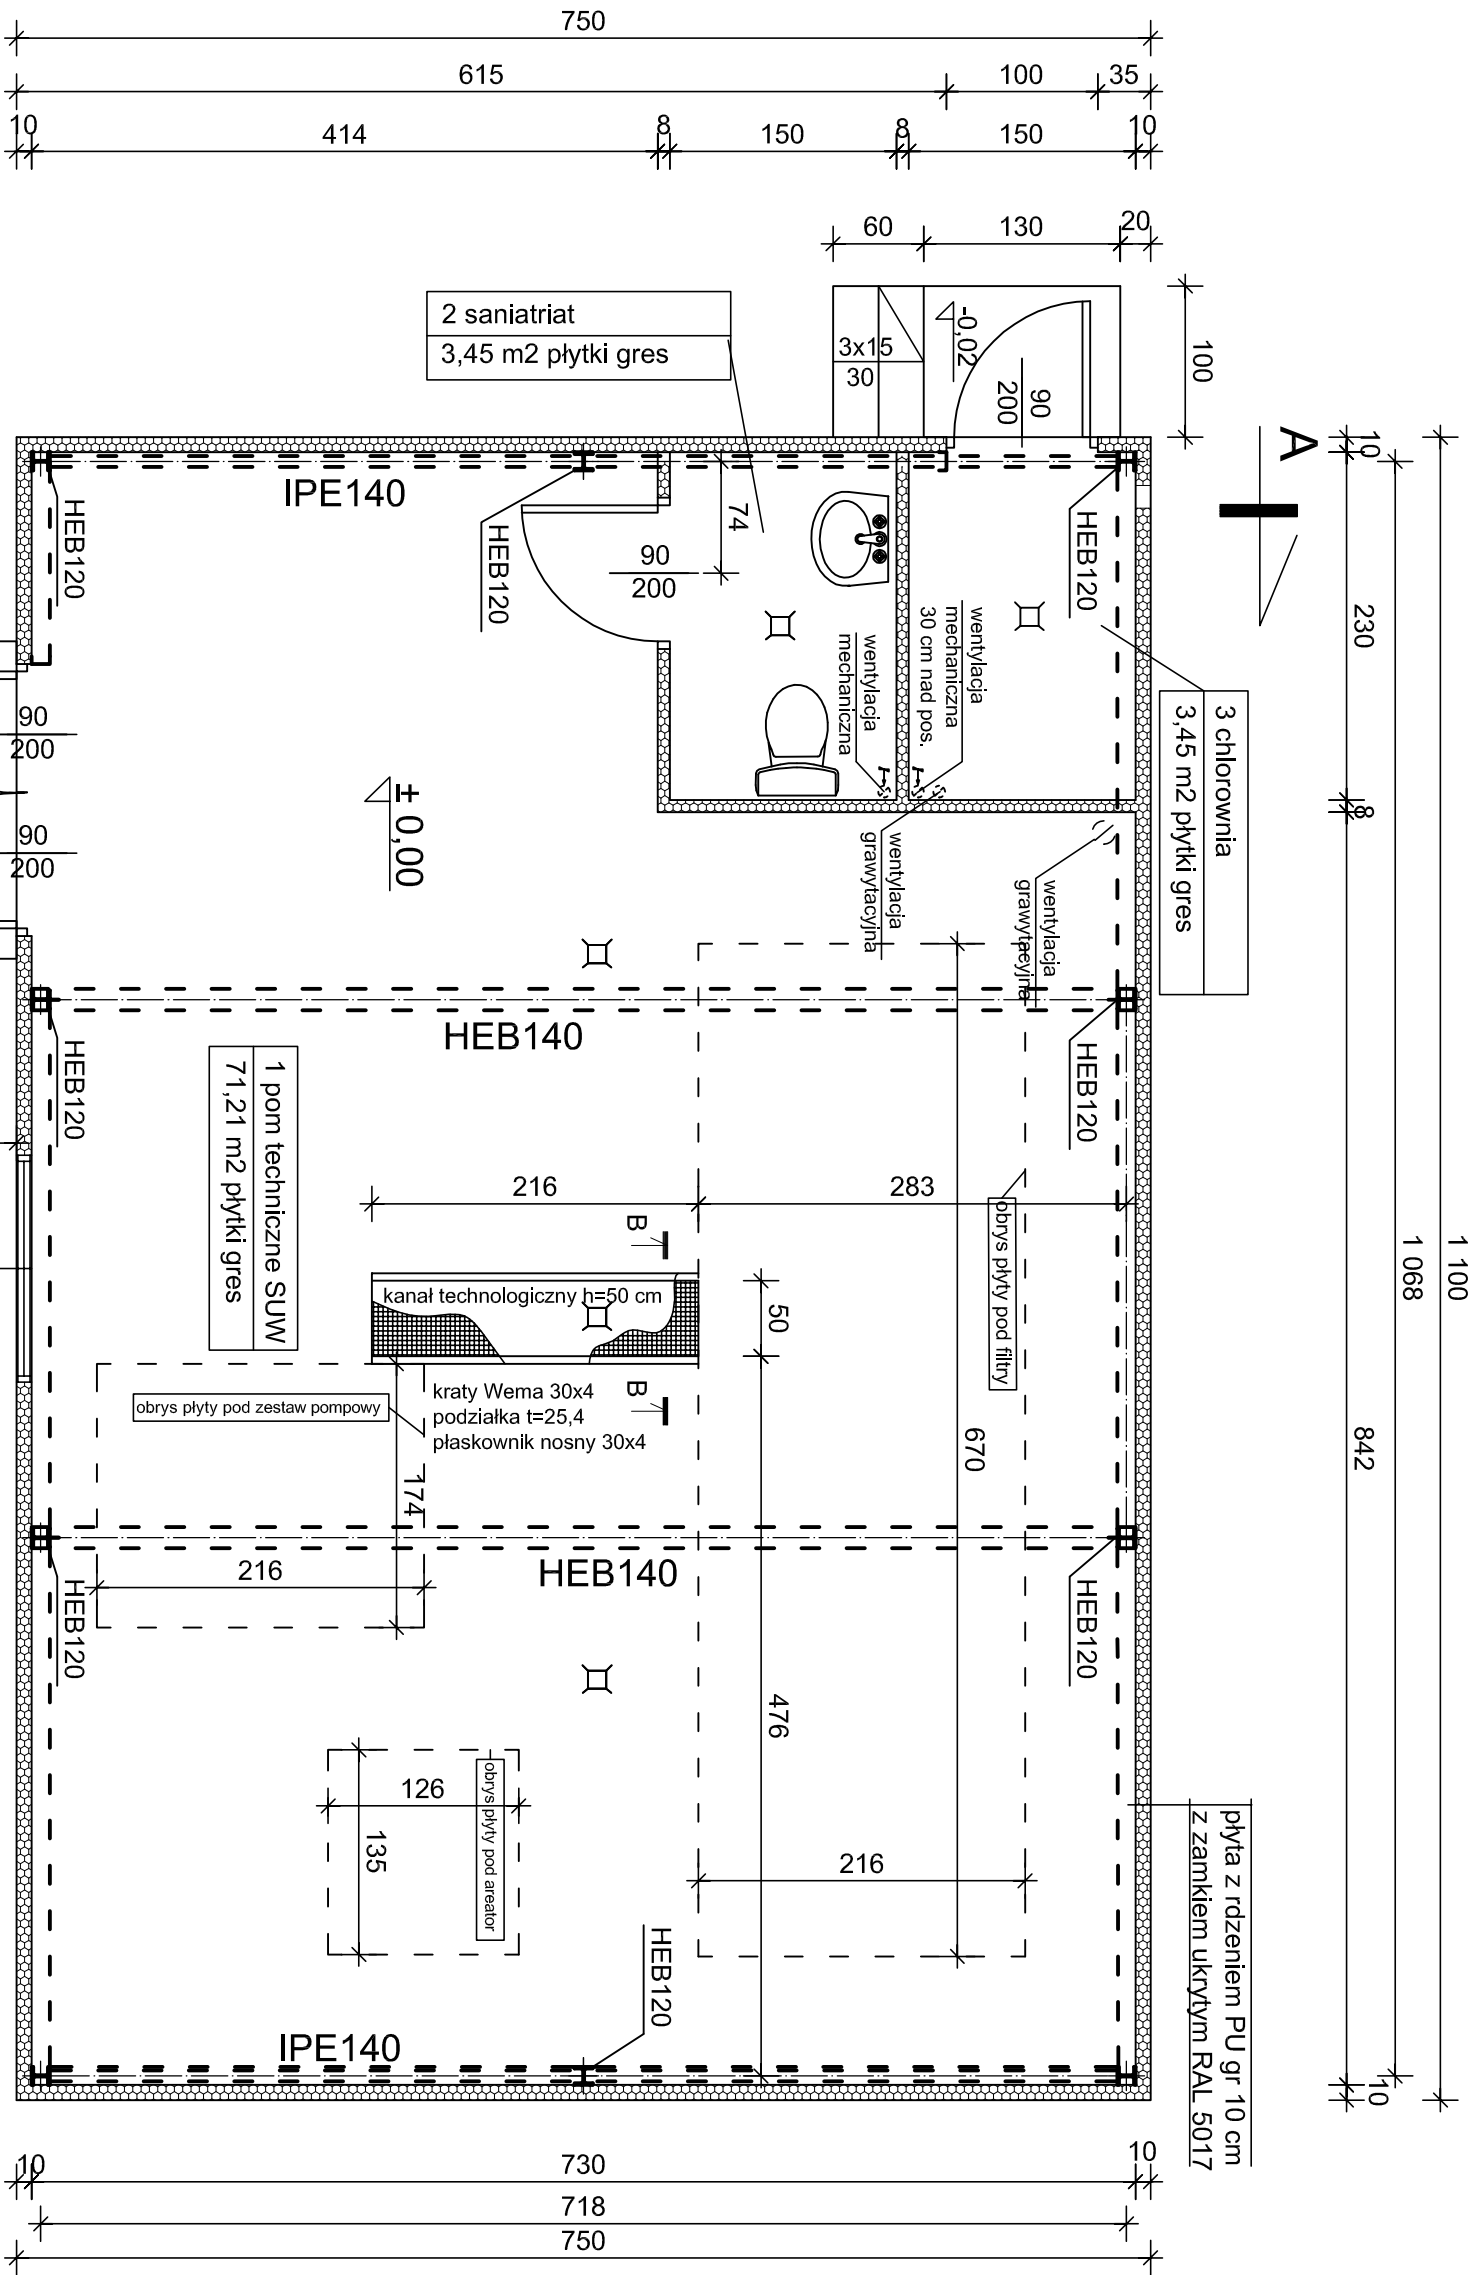 750
615
100
35
10
414
8
150
8
150
10
60
130
20
100
2 saniatriat
3,45 m2 płytki gres
-0,02
3x15
30
90
200
A
10
230
8
842
10
1 068
1 100
IPE140
HEB120
HEB120
HEB120
74
90
200
wentylacja
mechaniczna
30 cm nad pos.
wentylacja
mechaniczna
3 chlorownia
3,45 m2 płytki gres
90
200
90
200
± 0,00
wentylacja
grawytacyjna
wentylacja
grawytacyjna
HEB140
HEB120
HEB120
1 pom techniczne SUW
71,21 m2 płytki gres
216
283
B
obrys płyty pod filtry
kanał technologiczny h=50 cm
50
obrys płyty pod zestaw pompowy
kraty Wema 30x4
podziałka t=25,4
płaskownik nosny 30x4
B
670
174
216
HEB140
HEB120
HEB120
476
126
135
obrys płyty pod areator
216
HEB120
IPE140
płyta z rdzeniem PU gr 10 cm
z zamkiem ukrytym RAL 5017
10
730
10
718
750